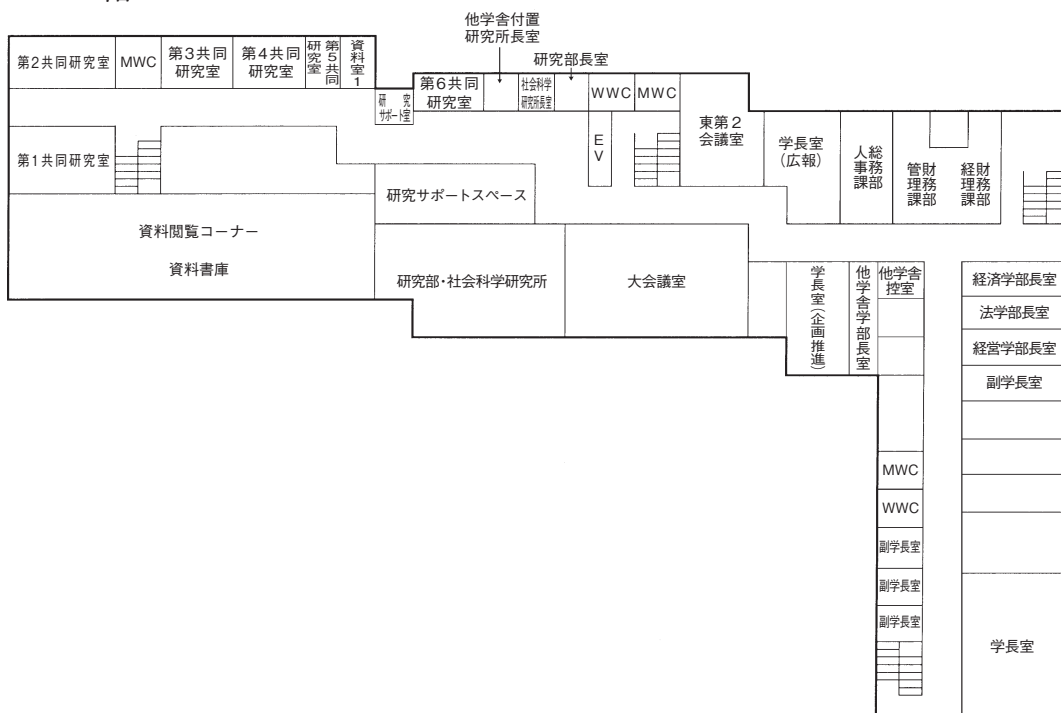 他学舎付置
研究所長室
研究部長室
第2共同研究室
MWC
第3共同
研究室
第4共同
研究室
第5共同
研究室
資料室1
研究
サポート室
第6共同
研究室
社会科学
研究所長室
WWC
MWC
東第2
会議室
学長室
(広報)
総務部
人事課
財務部
管理課
財務部
経理課
第1共同研究室
EV
研究サポートスペース
資料閲覧コーナー
資料書庫
研究部・社会科学研究所
大会議室
学長室(企画推進)
他学舎学部長室
他学舎
控室
経済学部長室
法学部長室
経営学部長室
副学長室
MWC
WWC
副学長室
副学長室
副学長室
学長室